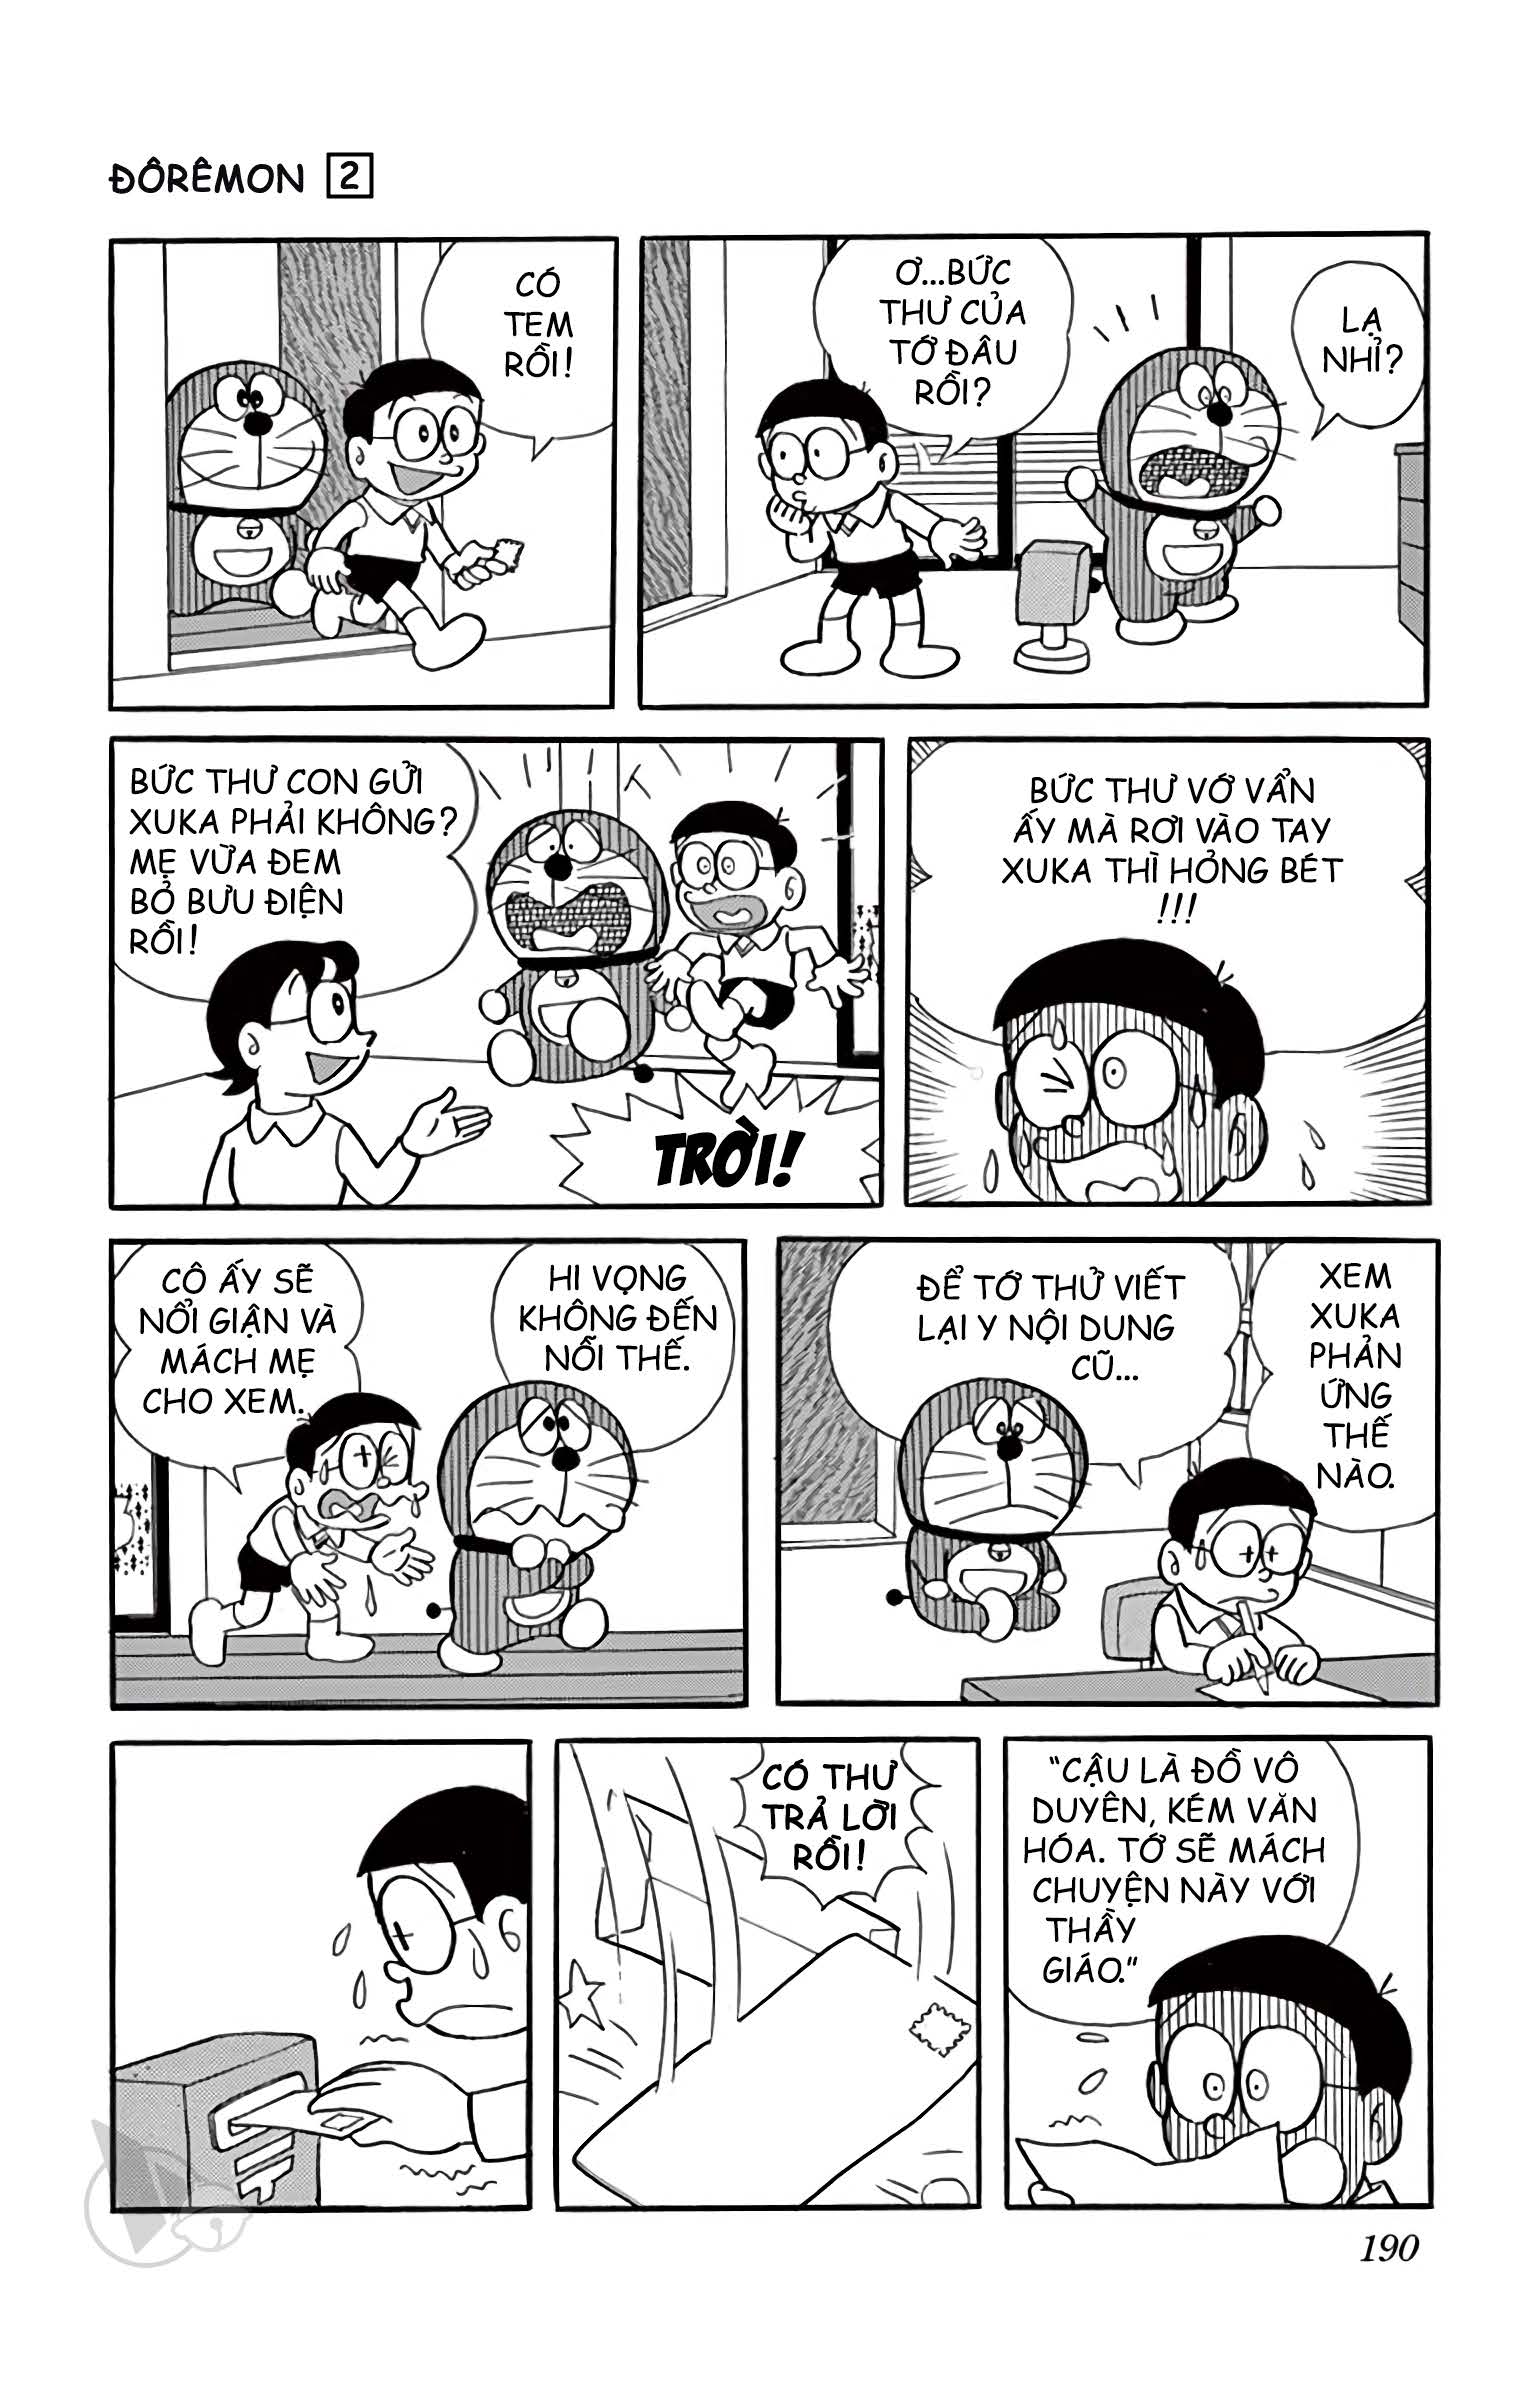 ĐÔRÊMON 2
CÓ
TEM
RỒI!
Ơ...BỨC
THƯ CỦA
TỚ ĐÂU
RỒI?
LẠ
NHỈ?
BỨC THƯ CON GỬI
XUKA PHẢI KHÔNG?
MẸ VỪA ĐEM
BỎ BƯU ĐIỆN
RỒI!
TRỜI!
BỨC THƯ VỚ VẨN
ẤY MÀ RƠI VÀO TAY
XUKA THÌ HỎNG BÉT
!!!
CÔ ẤY SẼ
NỔI GIẬN VÀ
MÁCH MẸ
CHO XEM.
HI VỌNG
KHÔNG ĐẾN
NỖI THẾ.
ĐỂ TỚ THỬ VIẾT
LẠI Y NỘI DUNG
CŨ...
XEM
XUKA
PHẢN
ỨNG
THẾ
NÀO.
CÓ THƯ
TRẢ LỜI
RỒI!
“CẬU LÀ ĐỒ VÔ
DUYÊN, KÉM VĂN
HÓA. TỚ SẼ MÁCH
CHUYỆN NÀY VỚI
THẦY
GIÁO.”
190